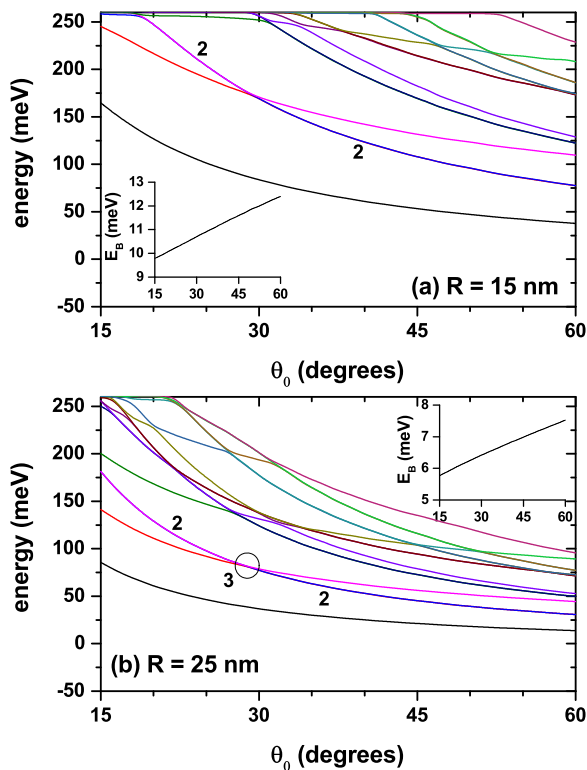 250
200
150
100
50
0
-50
energy (meV)
2
2
13
12
11
10
9
E_B (meV)
15 30 45 60
(a) R = 15 nm
15 30 45 60
θ₀ (degrees)
250
200
150
100
50
0
-50
energy (meV)
8
7
6
5
E_B (meV)
15 30 45 60
2
3
2
(b) R = 25 nm
15 30 45 60
θ₀ (degrees)